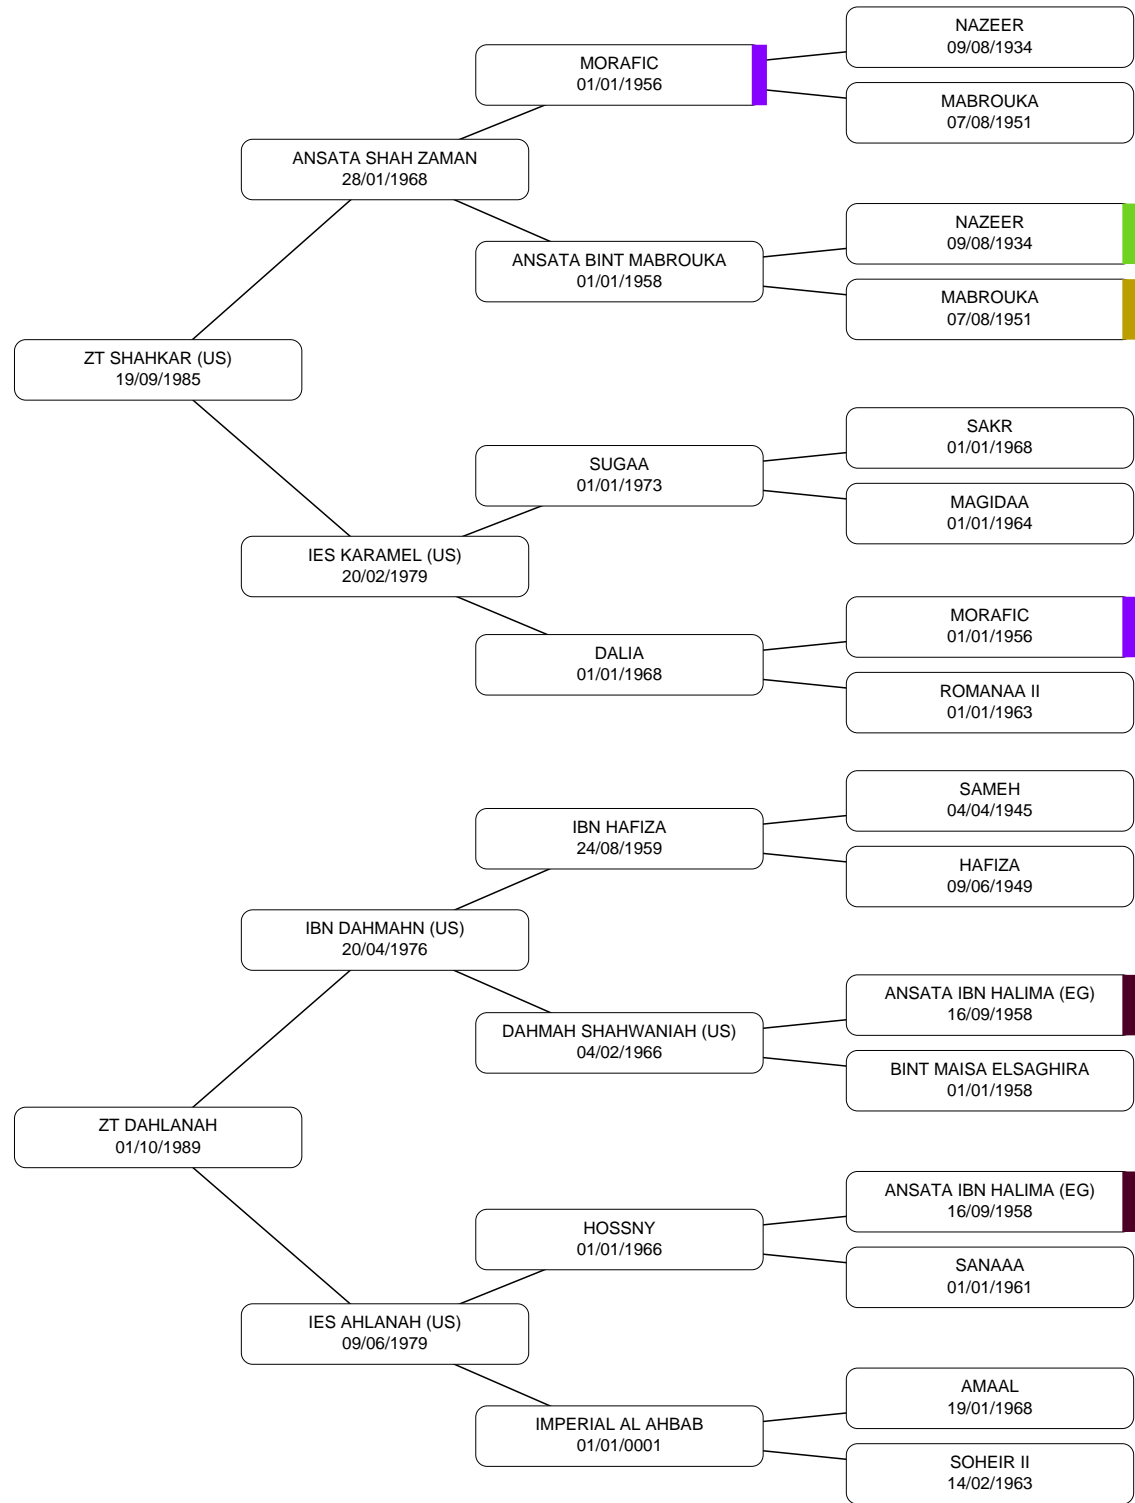 NAZEER
09/08/1934
MORAFIC
01/01/1956
MABROUKA
07/08/1951
ANSATA SHAH ZAMAN
28/01/1968
NAZEER
09/08/1934
ANSATA BINT MABROUKA
01/01/1958
MABROUKA
07/08/1951
ZT SHAHKAR (US)
19/09/1985
SAKR
01/01/1968
SUGAA
01/01/1973
MAGIDAA
01/01/1964
IES KARAMEL (US)
20/02/1979
MORAFIC
01/01/1956
DALIA
01/01/1968
ROMANAA II
01/01/1963
SAMEH
04/04/1945
IBN HAFIZA
24/08/1959
HAFIZA
09/06/1949
IBN DAHMAHN (US)
20/04/1976
ANSATA IBN HALIMA (EG)
16/09/1958
DAHMAH SHAHWANIAH (US)
04/02/1966
BINT MAISA ELSAGHIRA
01/01/1958
ZT DAHLANAH
01/10/1989
ANSATA IBN HALIMA (EG)
16/09/1958
HOSSNY
01/01/1966
SANAAA
01/01/1961
IES AHLANAH (US)
09/06/1979
AMAAL
19/01/1968
IMPERIAL AL AHBAB
01/01/0001
SOHEIR II
14/02/1963